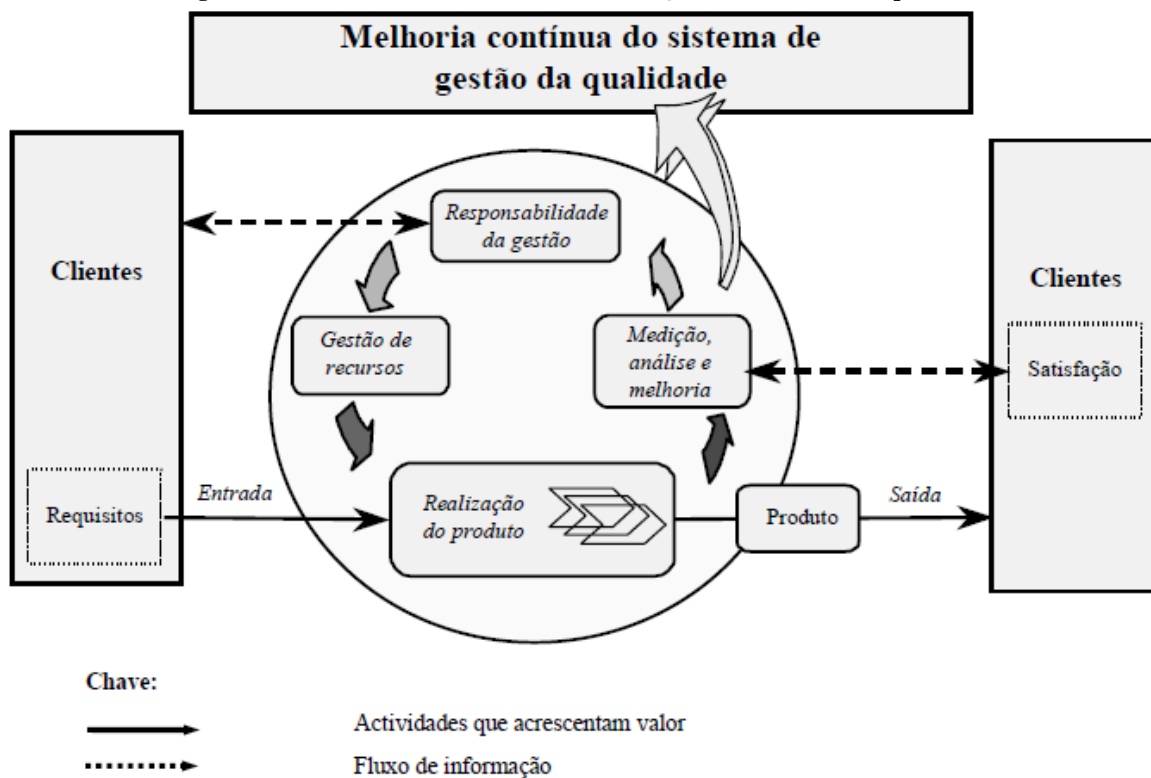 Melhoria contínua do sistema de
gestão da qualidade
Clientes
Requisitos
Entrada
Responsabilidade
da gestão
Gestão de
recursos
Medição,
análise e
melhoria
Realização
do produto
Produto
Saída
Clientes
Satisfação
Chave:
Actividades que acrescentam valor
Fluxo de informação